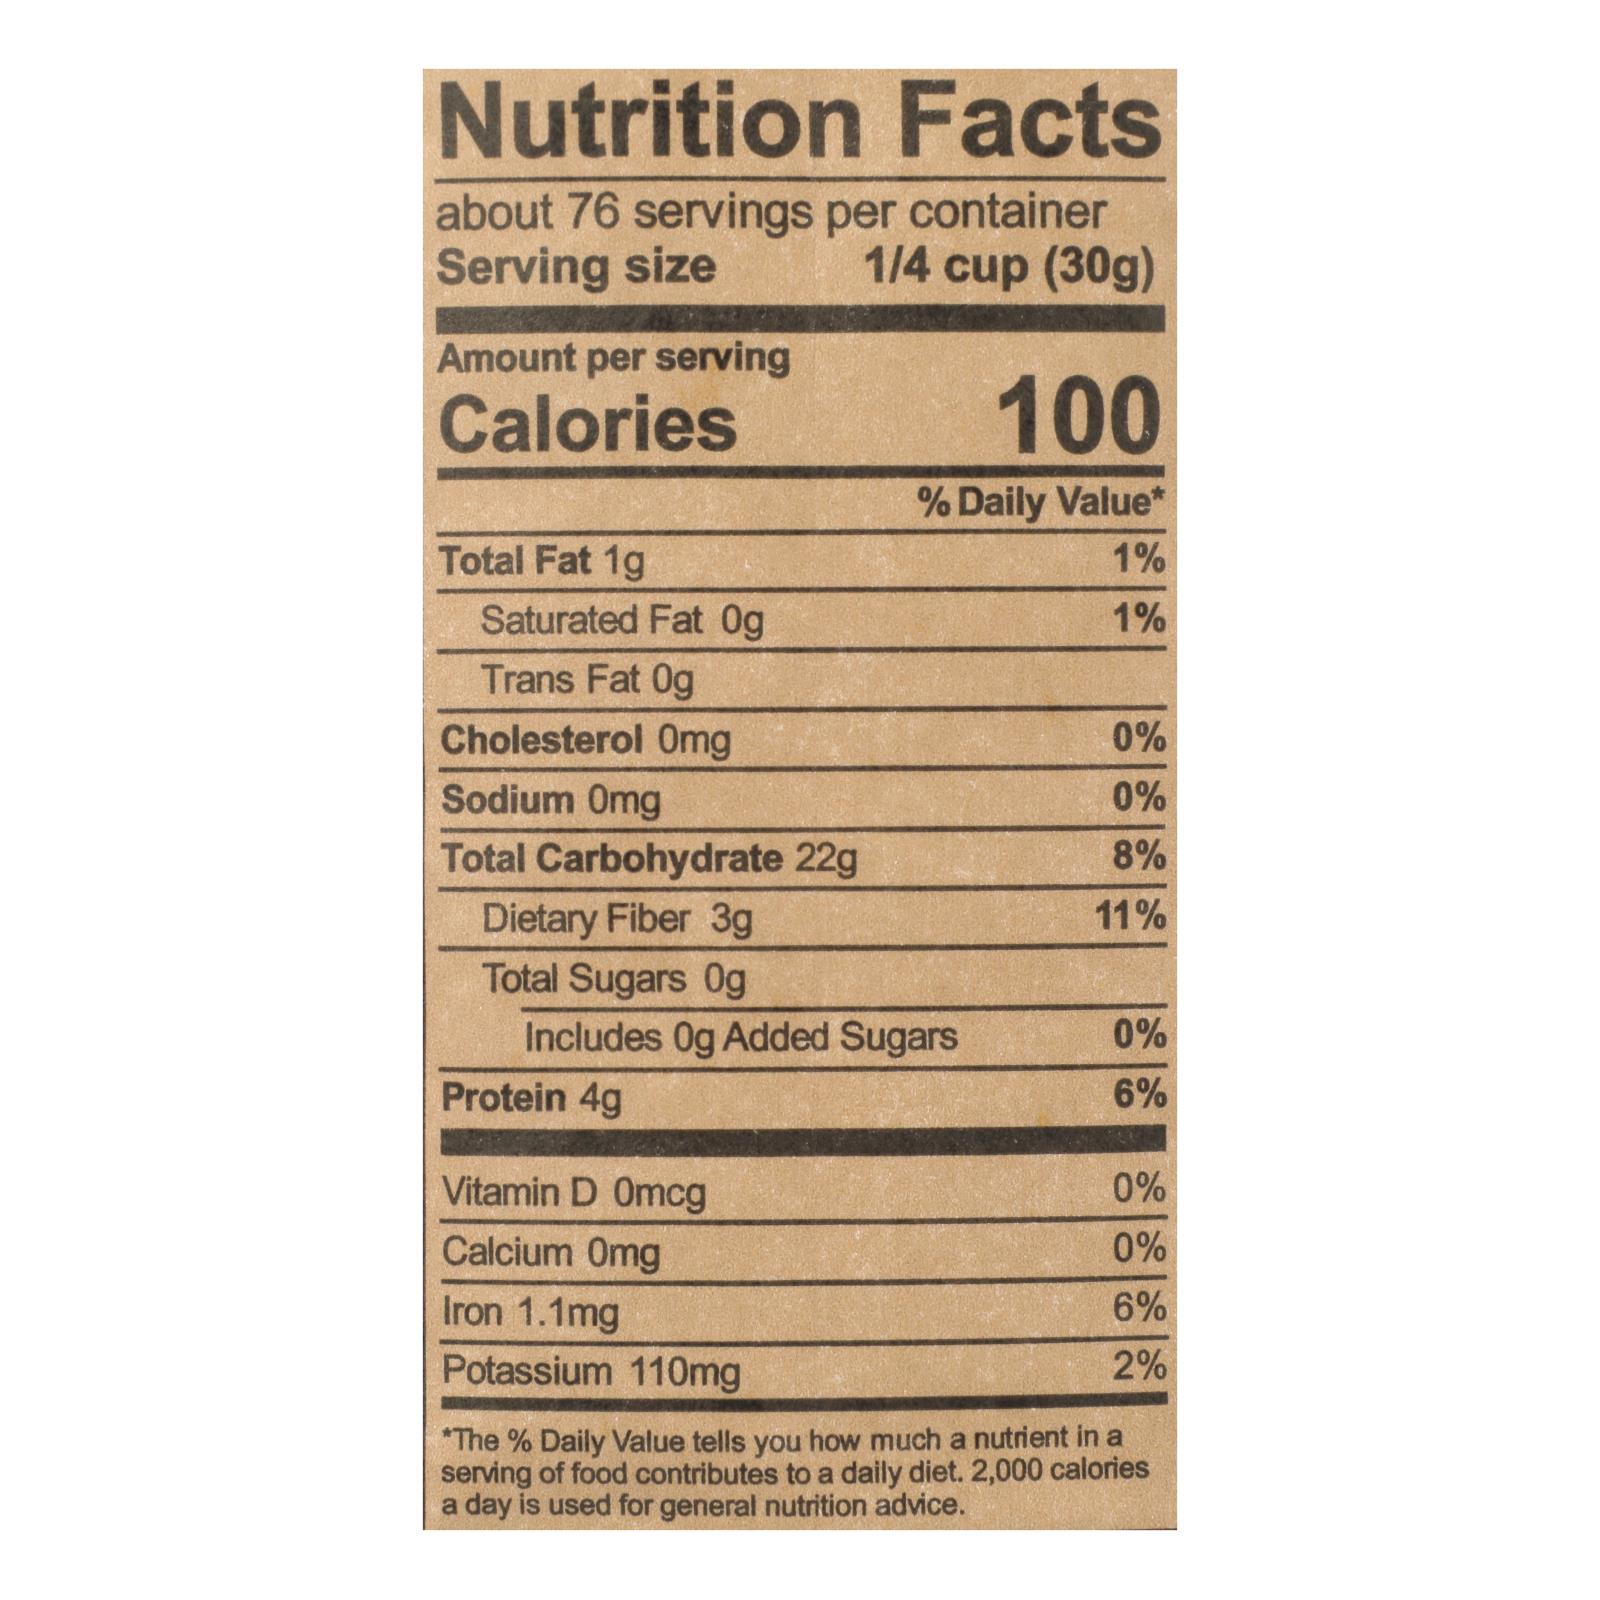 Nutrition Facts
about 76 servings per container
Serving size 1/4 cup (30g)
Amount per serving
Calories 100
% Daily Value*
Total Fat 1g 1%
Saturated Fat 0g 1%
Trans Fat 0g
Cholesterol 0mg 0%
Sodium 0mg 0%
Total Carbohydrate 22g 8%
Dietary Fiber 3g 11%
Total Sugars 0g
Includes 0g Added Sugars 0%
Protein 4g 6%
Vitamin D 0mcg 0%
Calcium 0mg 0%
Iron 1.1mg 6%
Potassium 110mg 2%
*The % Daily Value tells you how much a nutrient in a
serving of food contributes to a daily diet. 2,000 calories
a day is used for general nutrition advice.